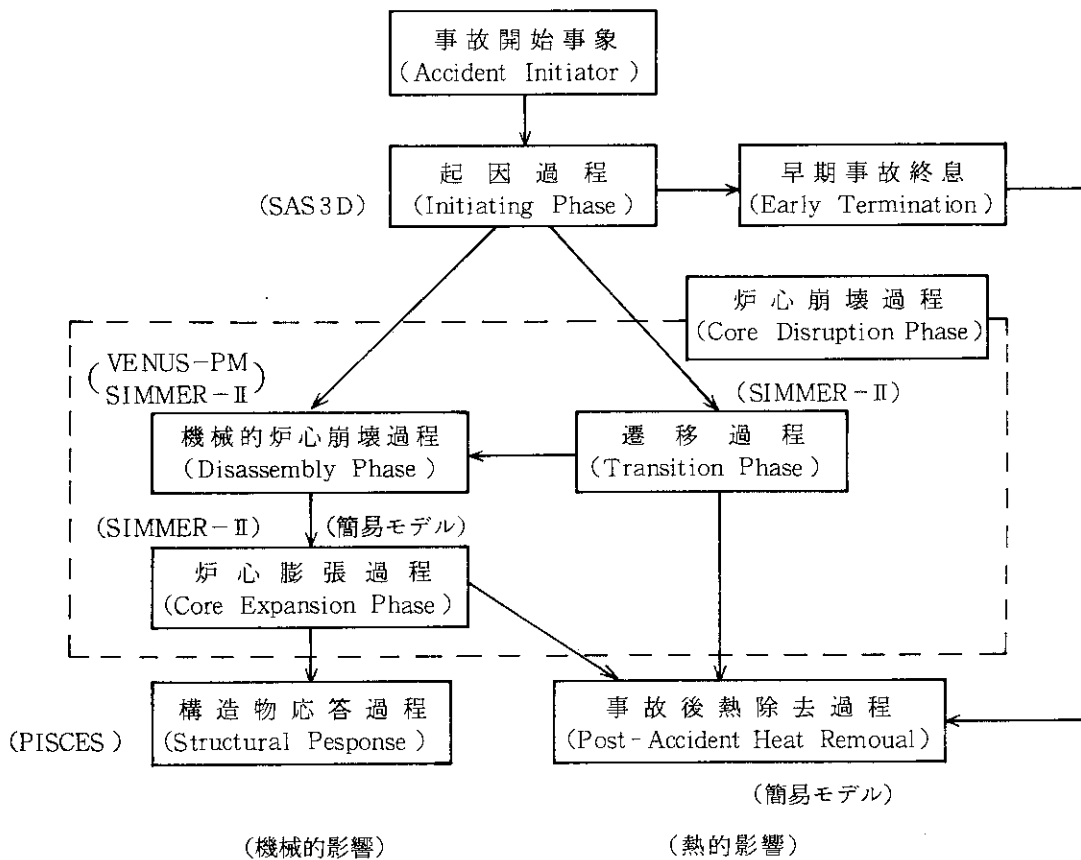 事故開始事象
(Accident Initiator)
起因過程
(Initiating Phase)
(SAS3D)
早期事故終息
(Early Termination)
炉心崩壊過程
(Core Disruption Phase)
(VENUS-PM
SIMMER-Ⅱ)
(SIMMER-Ⅱ)
機械的炉心崩壊過程
(Disassembly Phase)
遷移過程
(Transition Phase)
(SIMMER-Ⅱ) (簡易モデル)
炉心膨張過程
(Core Expansion Phase)
構造物応答過程
(PISCES) (Structural Pesponse)
事故後熱除去過程
(Post-Accident Heat Remoual)
(簡易モデル)
(機械的影響) (熱的影響)